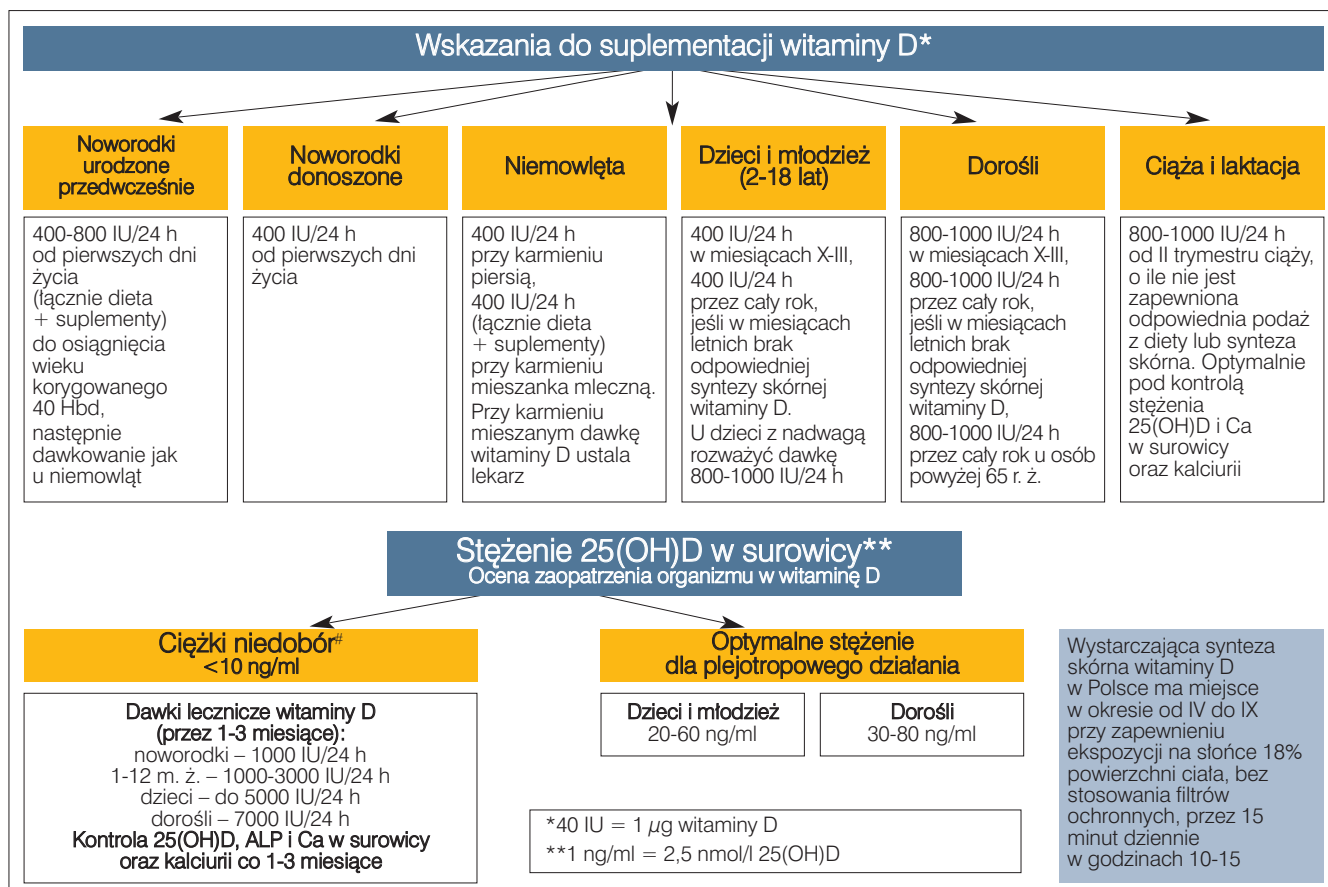 Wskazania do suplementacji witaminy D*
Noworodki
urodzone
przedwcześnie
400-800 IU/24 h
od pierwszych dni
życia
(łącznie dieta
+ suplementy)
do osiągnięcia
wieku
korygowanego
40 Hbd,
następnie
dawkowanie jak
u niemowląt
Noworodki
donoszone
400 IU/24 h
od pierwszych dni
życia
Niemowlęta
400 IU/24 h
przy karmieniu
piersią,
400 IU/24 h
(łącznie dieta
+ suplementy)
przy karmieniu
mieszanka mleczną.
Przy karmieniu
mieszanym dawkę
witaminy D ustala
lekarz
Dzieci i młodzież
(2-18 lat)
400 IU/24 h
w miesiącach X-III,
400 IU/24 h
przez cały rok,
jeśli w miesiącach
letnich brak
odpowiedniej
syntezy skórnej
witaminy D.
U dzieci z nadwagą
rozważyć dawkę
800-1000 IU/24 h
Dorośli
800-1000 IU/24 h
w miesiącach X-III,
800-1000 IU/24 h
przez cały rok,
jeśli w miesiącach
letnich brak
odpowiedniej
syntezy skórnej
witaminy D,
800-1000 IU/24 h
przez cały rok u osób
powyżej 65 r. ż.
Ciąża i laktacja
800-1000 IU/24 h
od II trymestru ciąży,
o ile nie jest
zapewniona
odpowiednia podaż
z diety lub synteza
skórna. Optymalnie
pod kontrolą
stężenia
25(OH)D i Ca
w surowicy
oraz kalciurii
Stężenie 25(OH)D w surowicy**
Ocena zaopatrzenia organizmu w witaminę D
Ciężki niedobór#
<10 ng/ml
Dawki lecznicze witaminy D
(przez 1-3 miesiące):
noworodki – 1000 IU/24 h
1-12 m. ż. – 1000-3000 IU/24 h
dzieci – do 5000 IU/24 h
dorośli – 7000 IU/24 h
Kontrola 25(OH)D, ALP i Ca w surowicy
oraz kalciurii co 1-3 miesiące
Optymalne stężenie
dla plejotropowego działania
Dzieci i młodzież
20-60 ng/ml
Dorośli
30-80 ng/ml
*40 IU = 1 µg witaminy D
**1 ng/ml = 2,5 nmol/l 25(OH)D
Wystarczająca synteza
skórna witaminy D
w Polsce ma miejsce
w okresie od IV do IX
przy zapewnieniu
ekspozycji na słońce 18%
powierzchni ciała, bez
stosowania filtrów
ochronnych, przez 15
minut dziennie
w godzinach 10-15